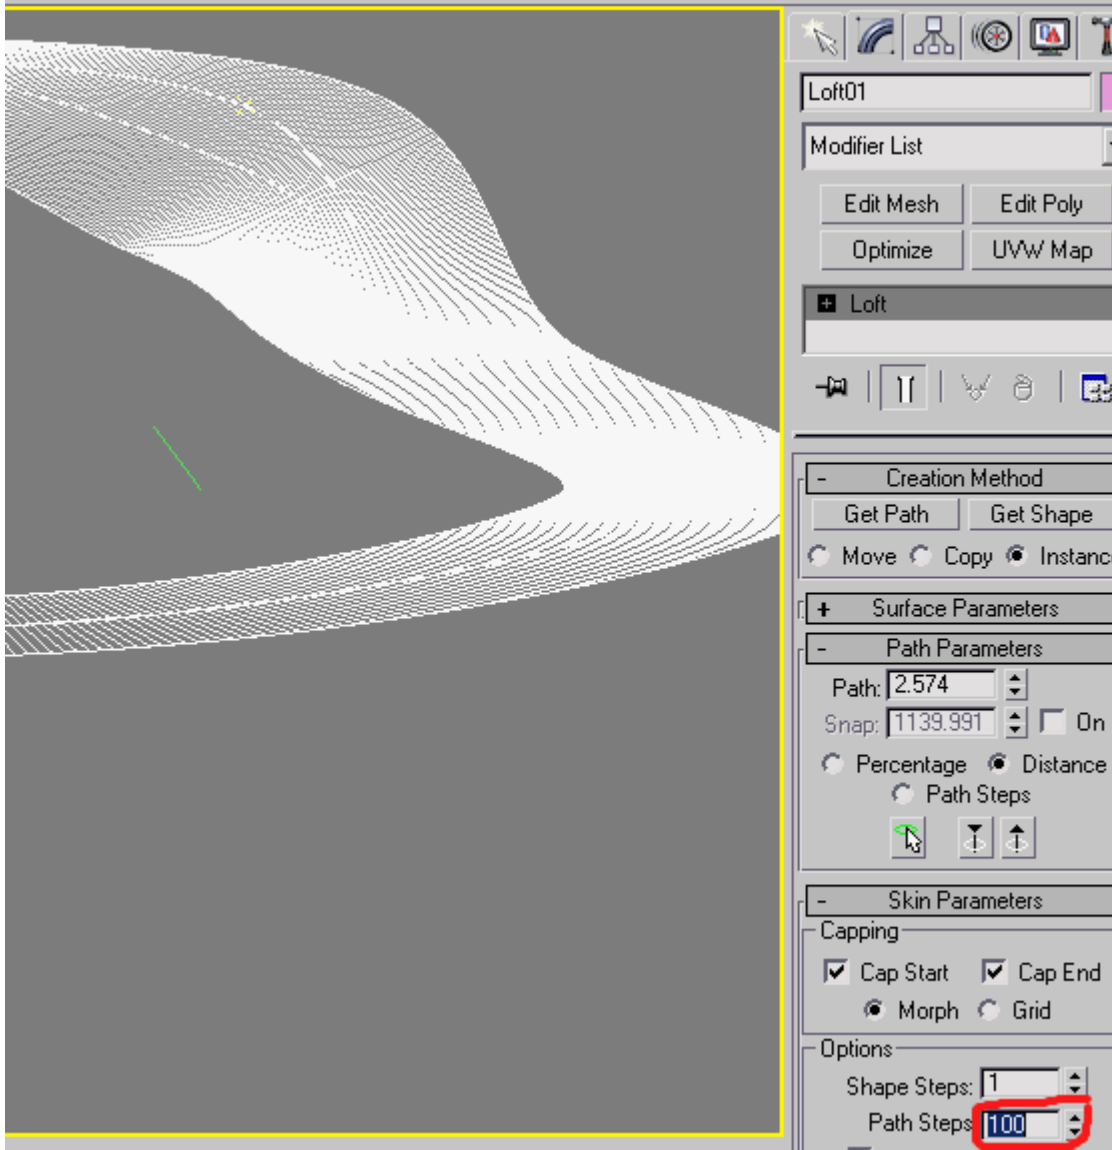 Loft01
Modifier List
Edit Mesh Edit Poly
Optimize UVW Map
Loft
Creation Method
Get Path Get Shape
Move Copy Instanc
Surface Parameters
Path Parameters
Path: 2.574
Snap: 1139.991 On
Percentage Distance
Path Steps
Skin Parameters
Capping
Cap Start Cap End
Morph Grid
Options
Shape Steps: 1
Path Steps 100